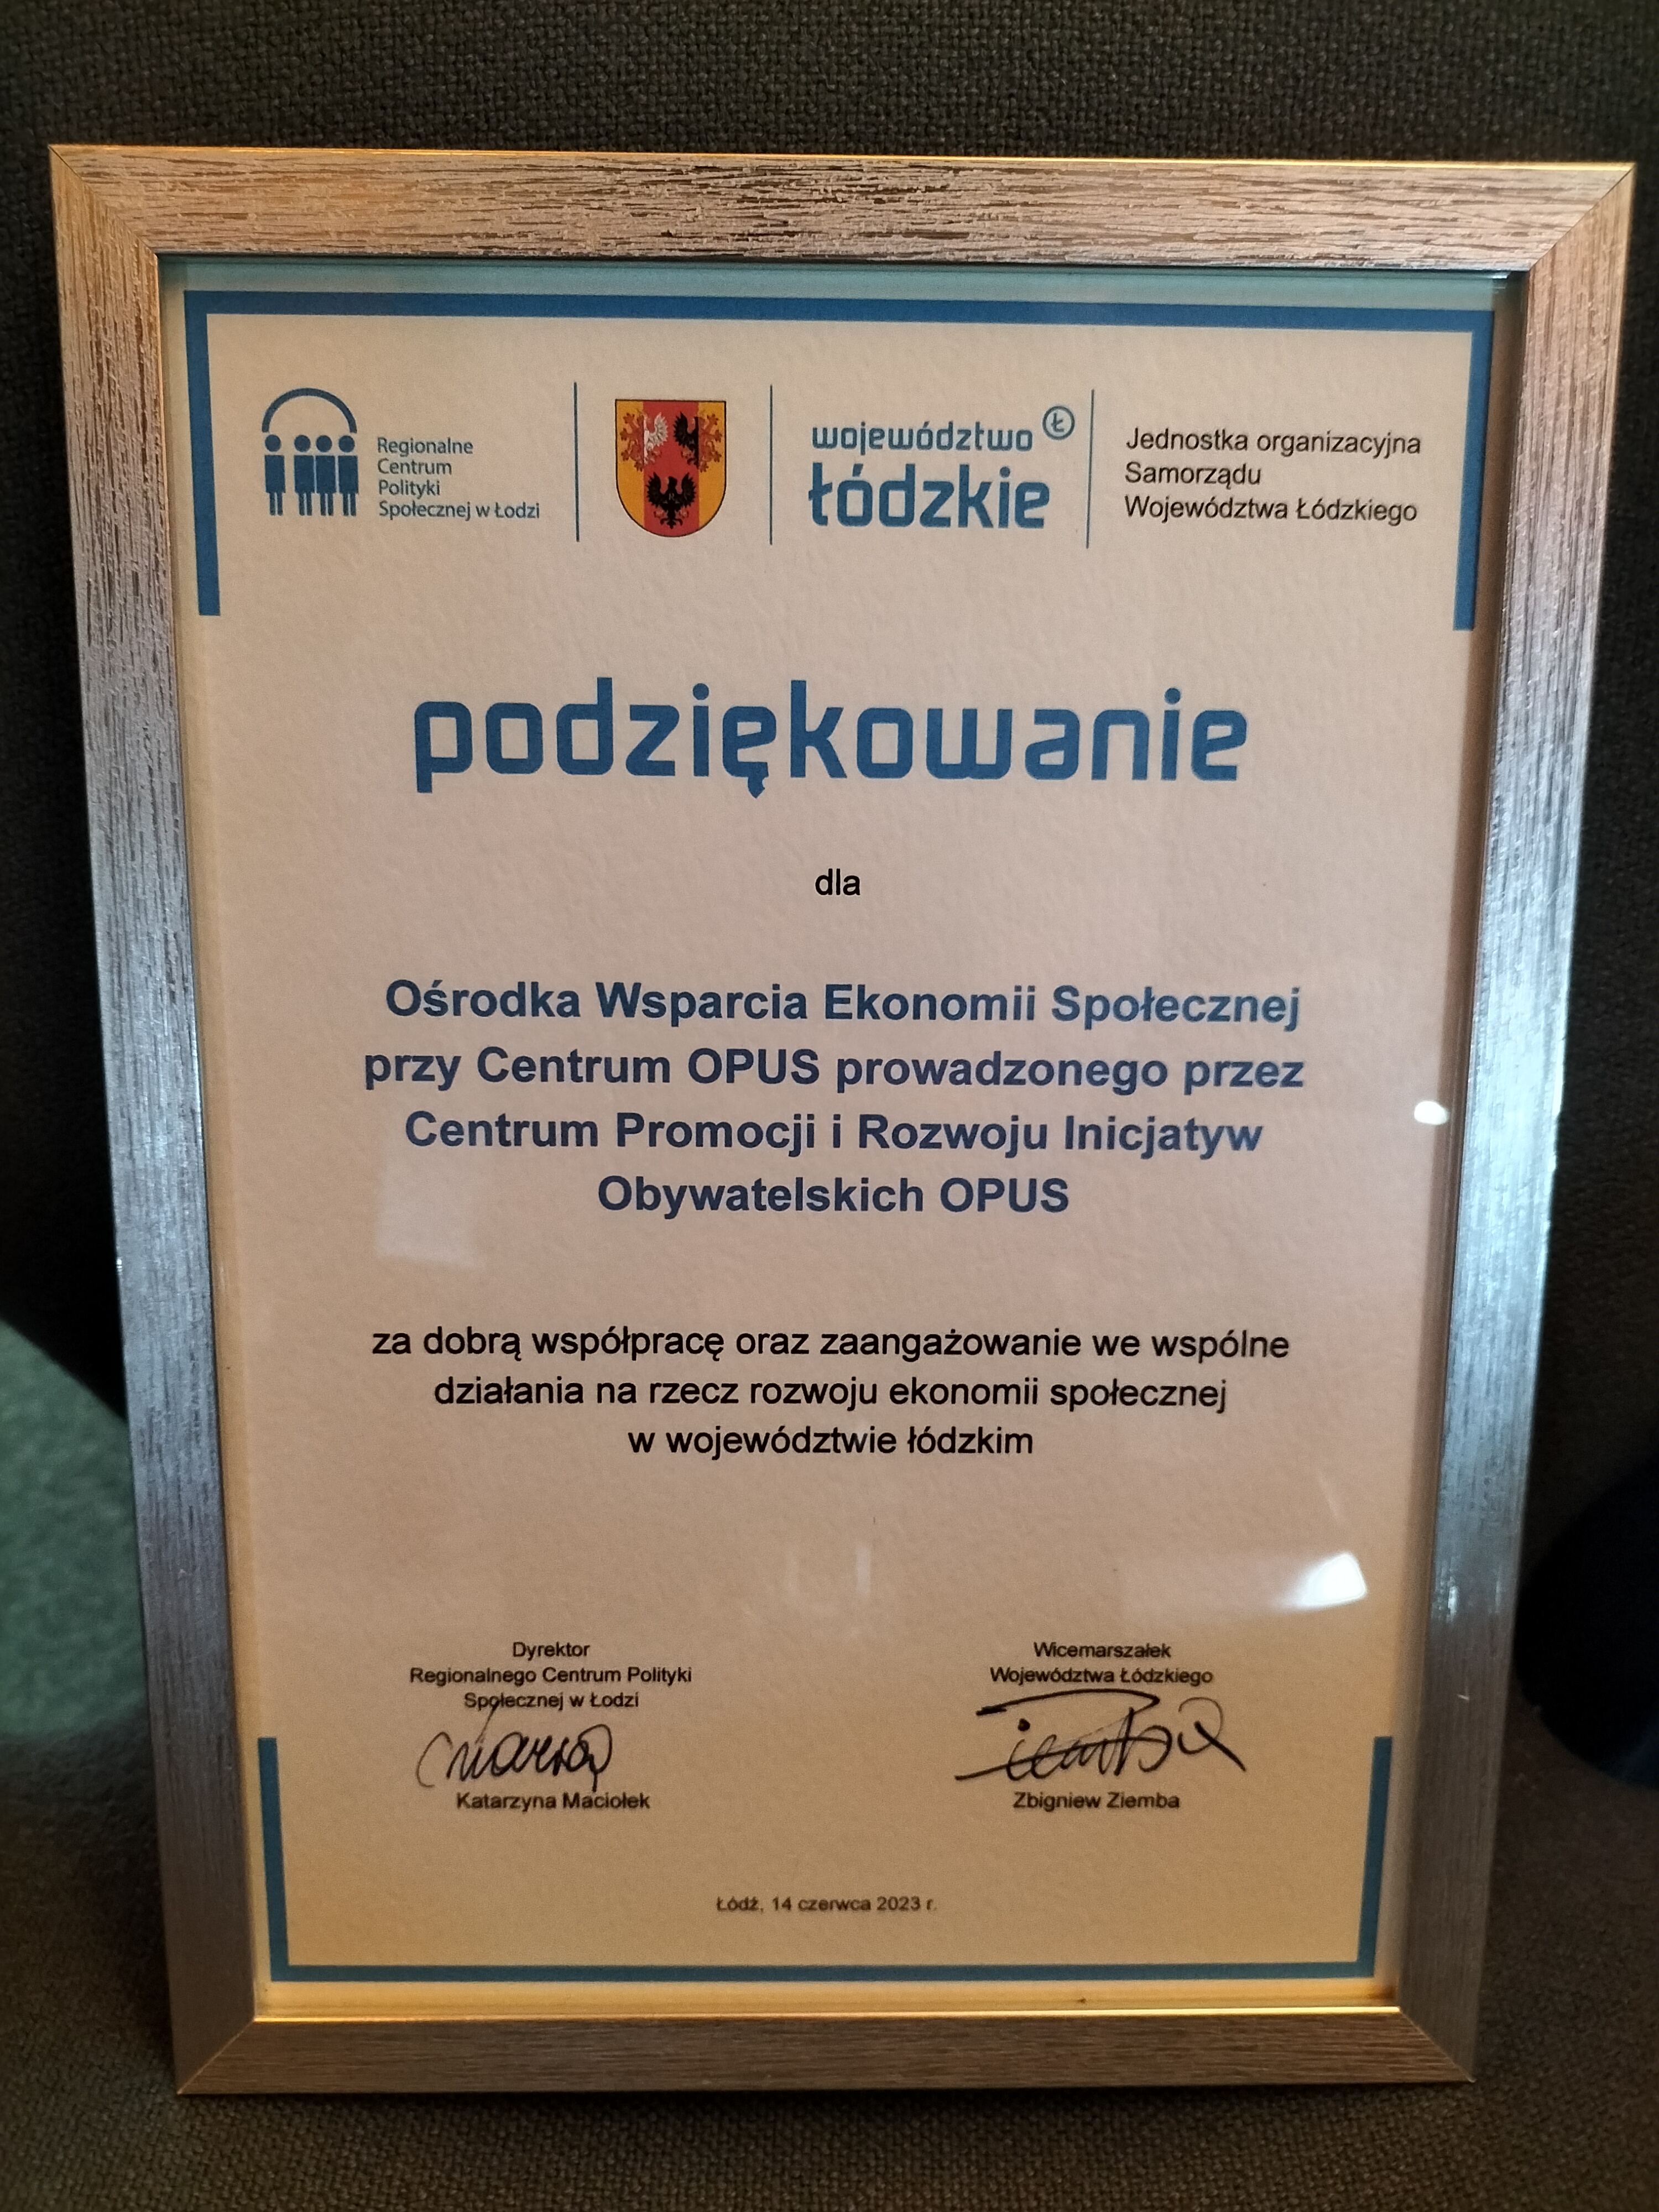 Regionalne
Centrum
Polityki
Społecznej w Łodzi
województwo Ł
łódzkie
Jednostka organizacyjna
Samorządu
Województwa Łódzkiego
podziękowanie
dla
Ośrodka Wsparcia Ekonomii Społecznej
przy Centrum OPUS prowadzonego przez
Centrum Promocji i Rozwoju Inicjatyw
Obywatelskich OPUS
za dobrą współpracę oraz zaangażowanie we wspólne
działania na rzecz rozwoju ekonomii społecznej
w województwie łódzkim
Dyrektor
Regionalnego Centrum Polityki
Społecznej w Łodzi
Katarzyna Maciołek
Wicemarszałek
Województwa Łódzkiego
Zbigniew Ziemba
Łódź, 14 czerwca 2023 r.